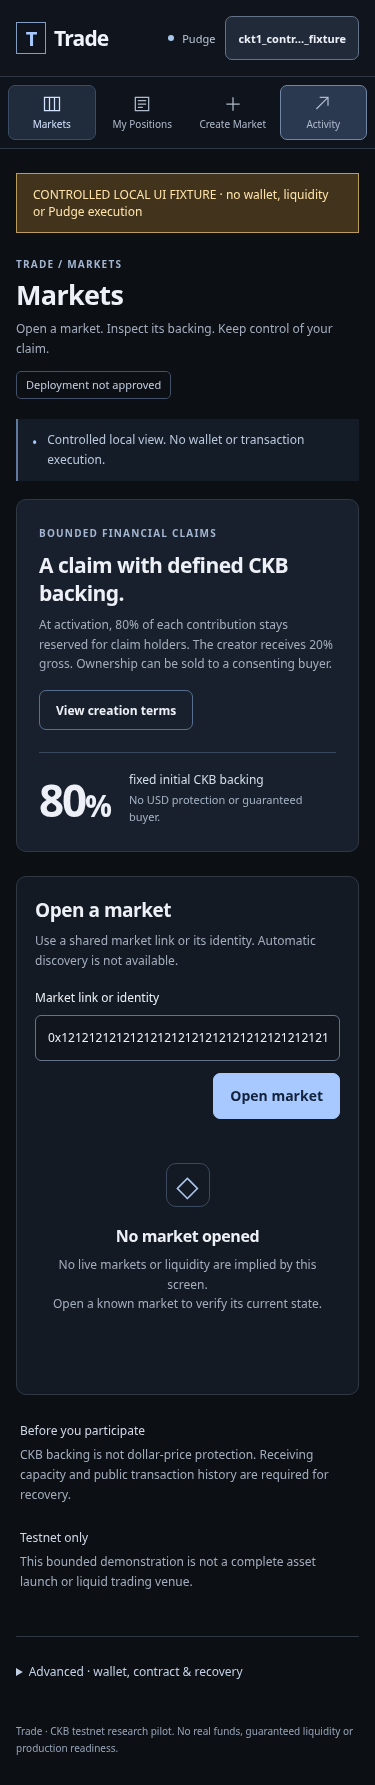 T Trade
Pudge
ckt1_contr…_fixture
Markets
My Positions
Create Market
Activity
CONTROLLED LOCAL UI FIXTURE · no wallet, liquidity
or Pudge execution
TRADE / MARKETS
Markets
Open a market. Inspect its backing. Keep control of your
claim.
Deployment not approved
• Controlled local view. No wallet or transaction
execution.
BOUNDED FINANCIAL CLAIMS
A claim with defined CKB
backing.
At activation, 80% of each contribution stays
reserved for claim holders. The creator receives 20%
gross. Ownership can be sold to a consenting buyer.
View creation terms
80%
fixed initial CKB backing
No USD protection or guaranteed
buyer.
Open a market
Use a shared market link or its identity. Automatic
discovery is not available.
Market link or identity
0x12121212121212121212121212121212121212121
Open market
No market opened
No live markets or liquidity are implied by this
screen.
Open a known market to verify its current state.
Before you participate
CKB backing is not dollar-price protection. Receiving
capacity and public transaction history are required for
recovery.
Testnet only
This bounded demonstration is not a complete asset
launch or liquid trading venue.
Advanced · wallet, contract & recovery
Trade · CKB testnet research pilot. No real funds, guaranteed liquidity or
production readiness.